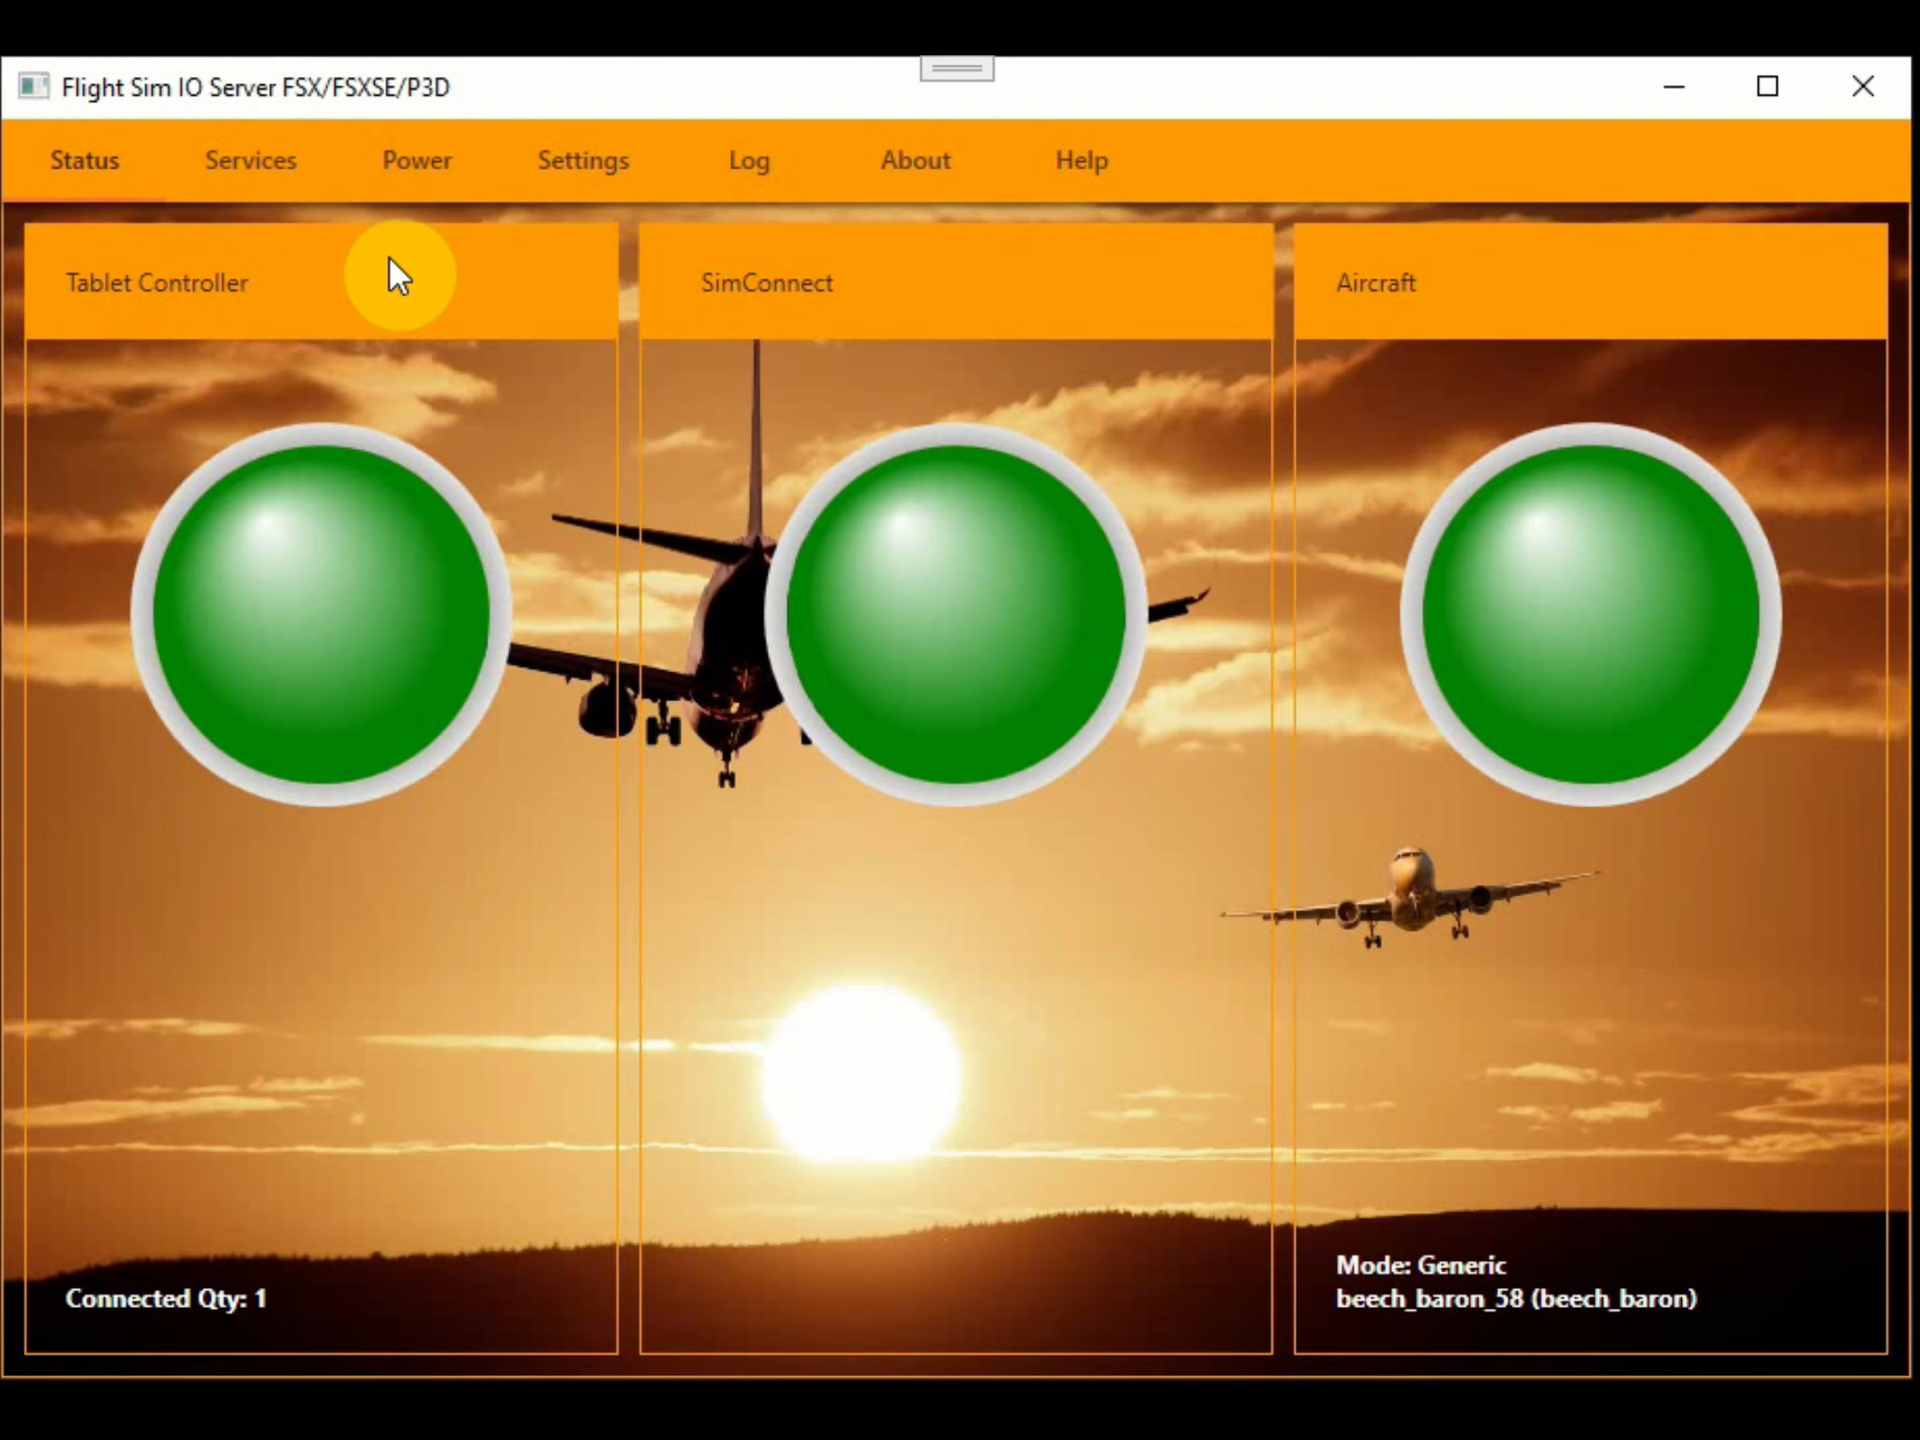 Flight Sim IO Server FSX/FSXSE/P3D
Status Services Power Settings Log About Help
Tablet Controller
SimConnect
Aircraft
Connected Qty: 1
Mode: Generic
beech_baron_58 (beech_baron)